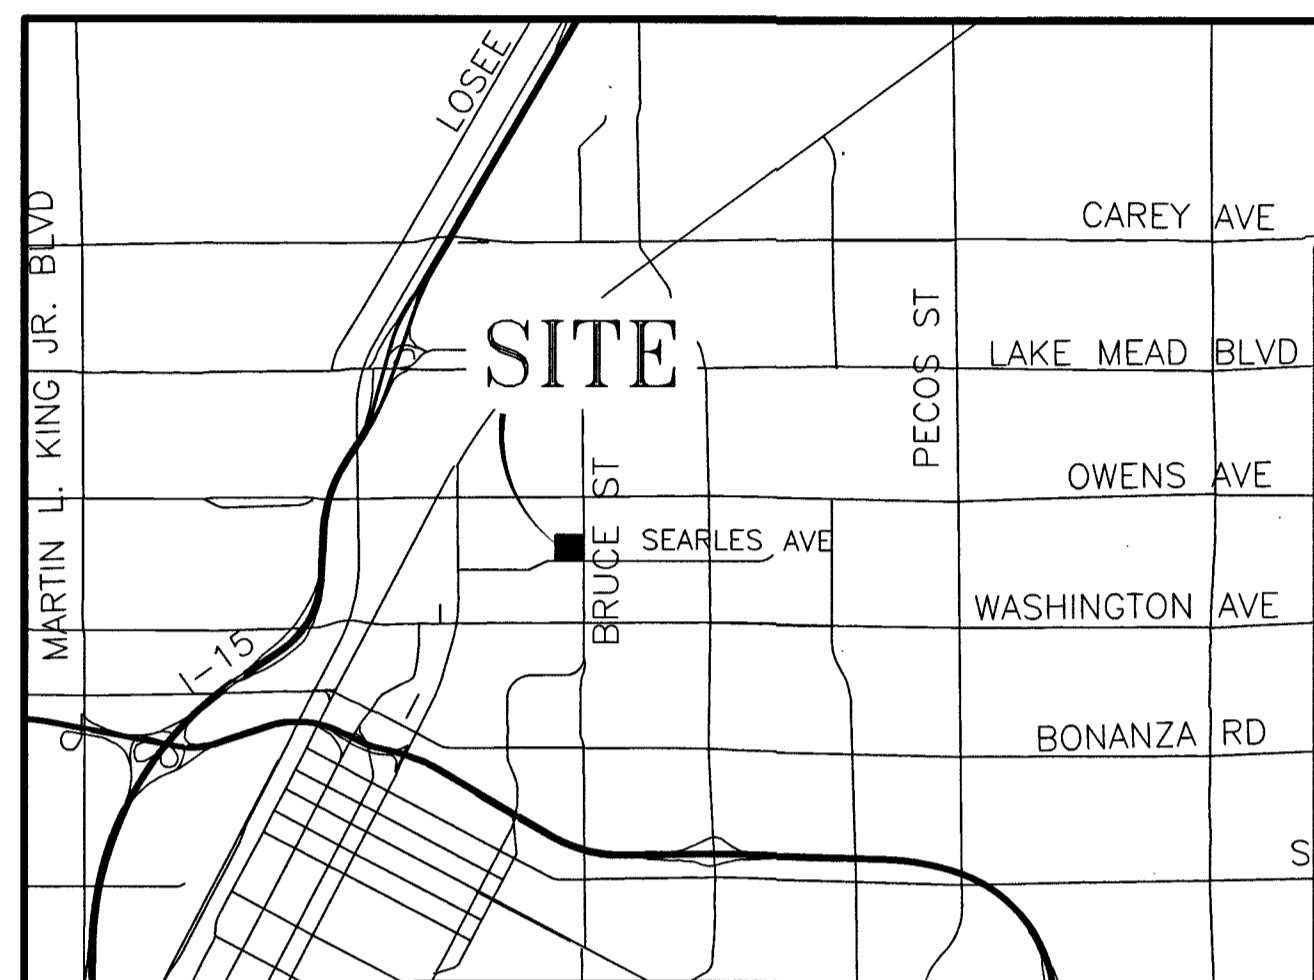 LOSEE
CAREY AVE
MARTIN L. KING JR. BLVD
PECOS ST
LAKE MEAD BLVD
SITE
OWENS AVE
BRUCE ST
SEARLES AVE
WASHINGTON AVE
I-15
BONANZA RD
S